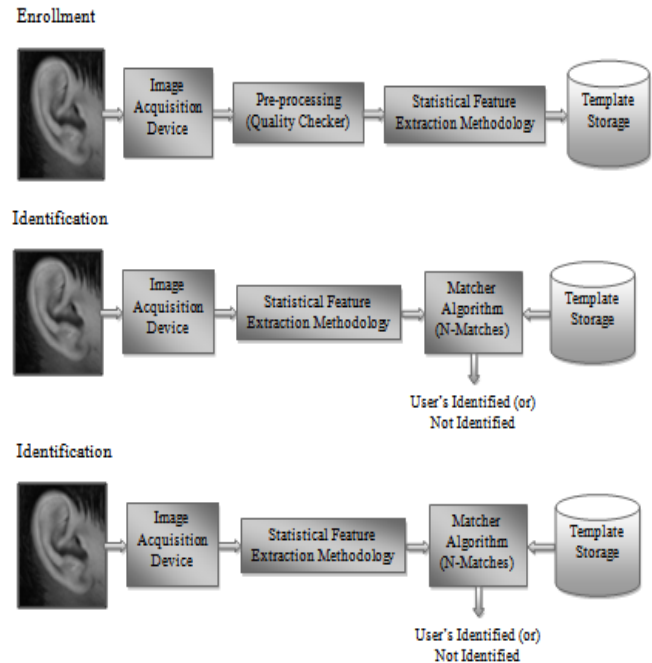 Enrollment
Image
Acquisition
Device
Pre-processing
(Quality Checker)
Statistical Feature
Extraction Methodology
Template
Storage
Identification
Image
Acquisition
Device
Statistical Feature
Extraction Methodology
Matcher
Algorithm
(N-Matches)
Template
Storage
User's Identified (or)
Not Identified
Identification
Image
Acquisition
Device
Statistical Feature
Extraction Methodology
Matcher
Algorithm
(N-Matches)
Template
Storage
User's Identified (or)
Not Identified